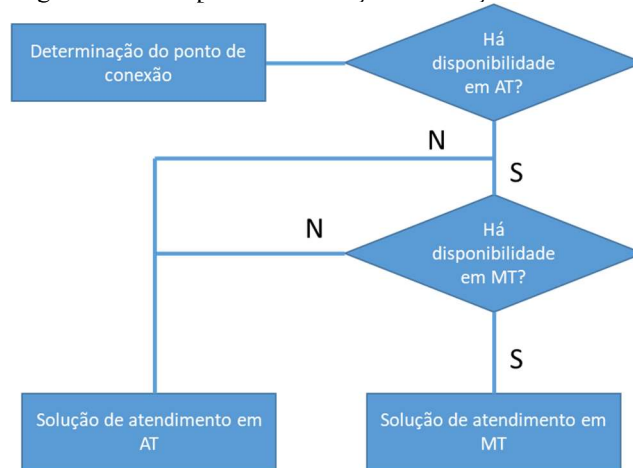 Determinação do ponto de
conexão
Há
disponibilidade
em AT?
N
S
Há
disponibilidade
em MT?
N
S
Solução de atendimento em
AT
Solução de atendimento em
MT